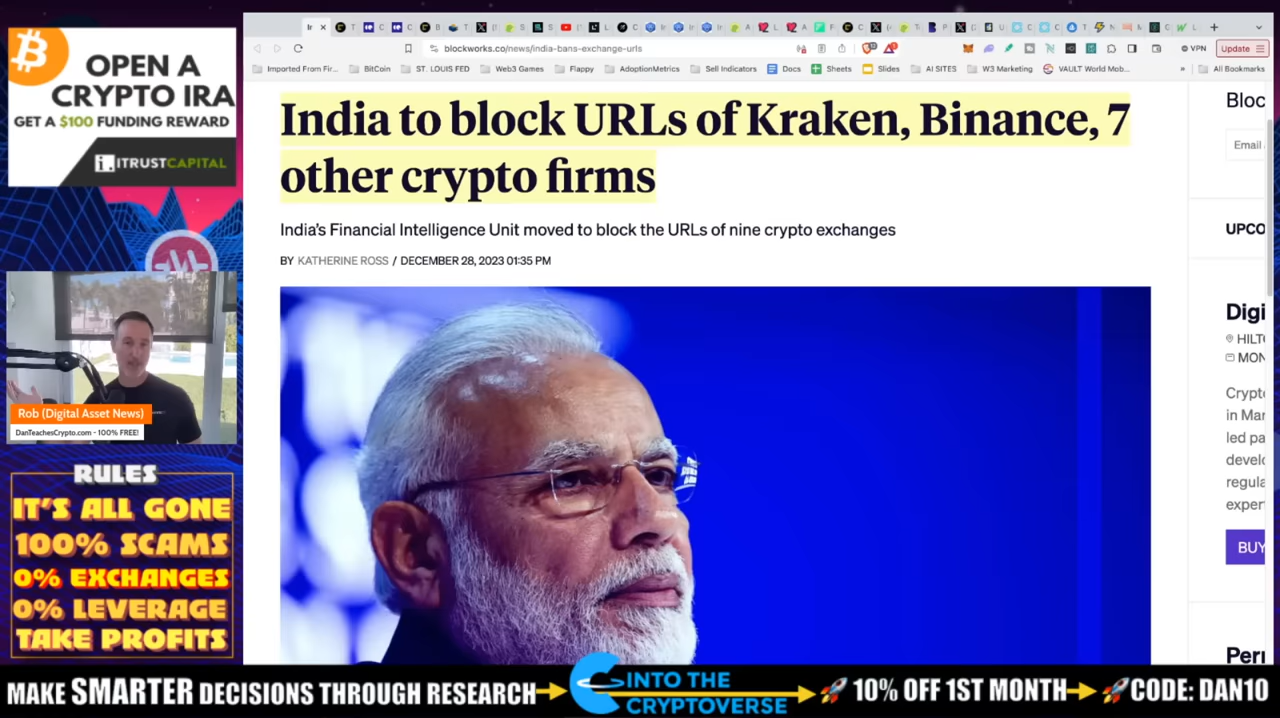 OPEN A
CRYPTO IRA
GET A $100 FUNDING REWARD
ITRUSTCAPITAL
Rob (Digital Asset News)
DanTeachesCrypto.com - 100% FREE!
RULES
IT'S ALL GONE
100% SCAMS
0% EXCHANGES
0% LEVERAGE
TAKE PROFITS
blockworks.co/news/india-bans-exchange-urls
VPN
Update
Imported From Fir...
BitCoin
ST. LOUIS FED
Web3 Games
Flappy
AdoptionMetrics
Sell Indicators
Docs
Sheets
Slides
AI SITES
W3 Marketing
VAULT World Mob...
»
All Bookmarks
India to block URLs of Kraken, Binance, 7
other crypto firms
India's Financial Intelligence Unit moved to block the URLs of nine crypto exchanges
BY KATHERINE ROSS / DECEMBER 28, 2023 01:35 PM
Bloc
Email
UPCO
Digi
HILT
MON
Crypt
in Mar
led pa
develo
regula
exper
BUY
Peri
MAKE SMARTER DECISIONS THROUGH RESEARCH
INTO THE
CRYPTOVERSE
10% OFF 1ST MONTH
CODE: DAN10